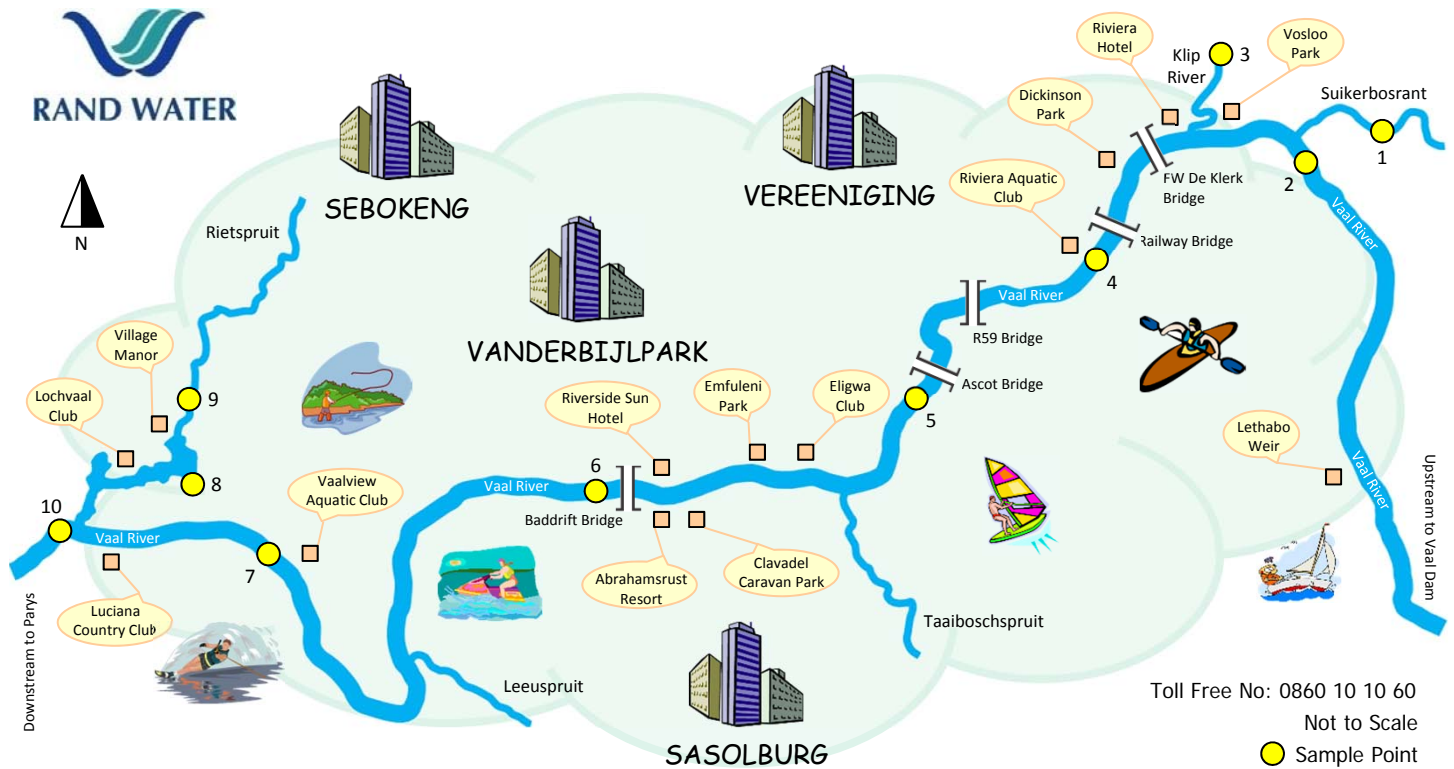 RAND WATER
N
SEBOKENG
VEREENIGING
VANDERBIJLPARK
SASOLBURG
Riviera
Hotel
Klip
River
3
Vosloo
Park
Dickinson
Park
Suikerbosrant
1
2
FW De Klerk
Bridge
Riviera Aquatic
Club
Railway Bridge
Vaal River
4
Vaal River
R59 Bridge
Ascot Bridge
5
Lethabo
Weir
Vaal River
Upstream to Vaal Dam
Rietspruit
Village
Manor
Lochvaal
Club
9
8
10
Vaalview
Aquatic Club
Vaal River
7
Luciana
Country Club
Downstream to Parys
Riverside Sun
Hotel
Emfuleni
Park
Eligwa
Club
6
Vaal River
Baddrift Bridge
Abrahamsrust
Resort
Clavadel
Caravan Park
Taaiboschspruit
Leeuspruit
Toll Free No: 0860 10 10 60
Not to Scale
Sample Point